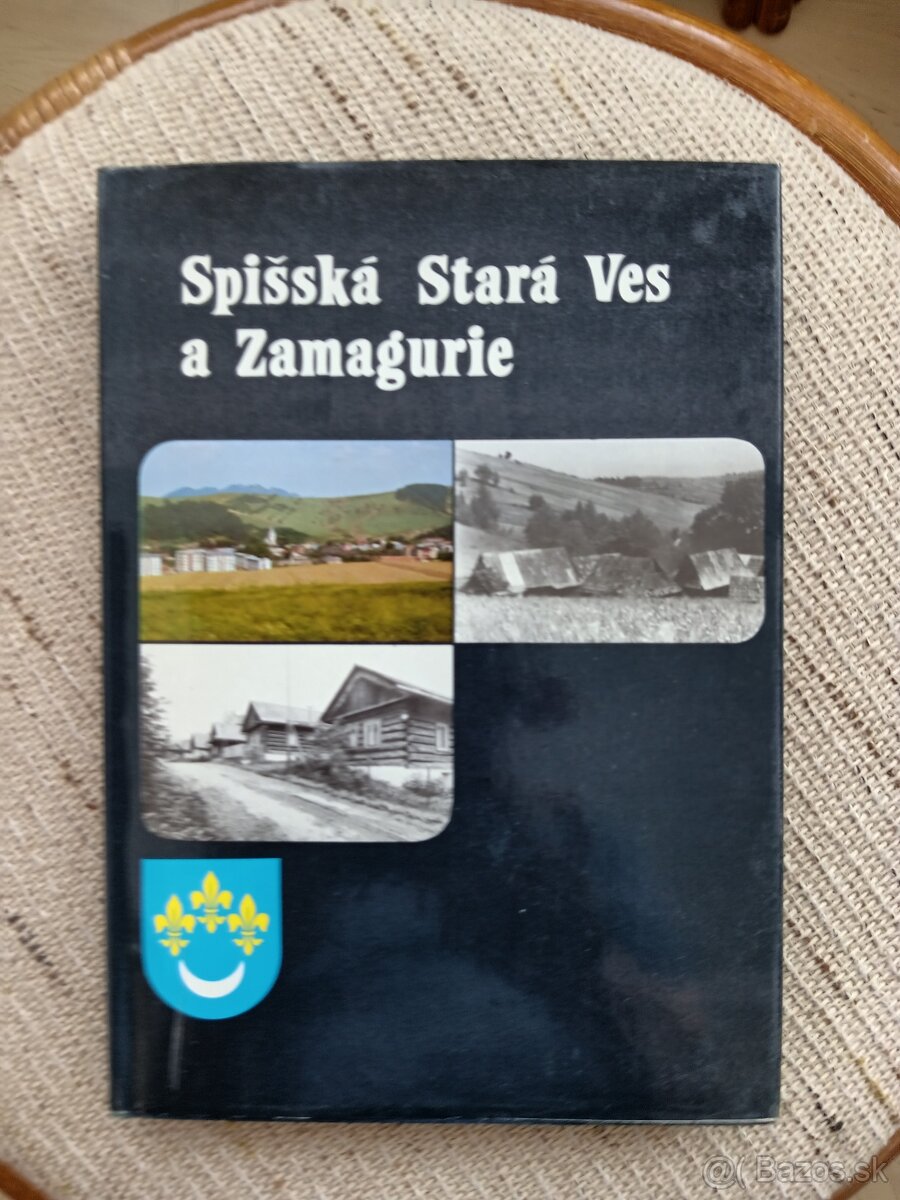 Spišská Stará Ves
a Zamagurie
@( Bazos.sk